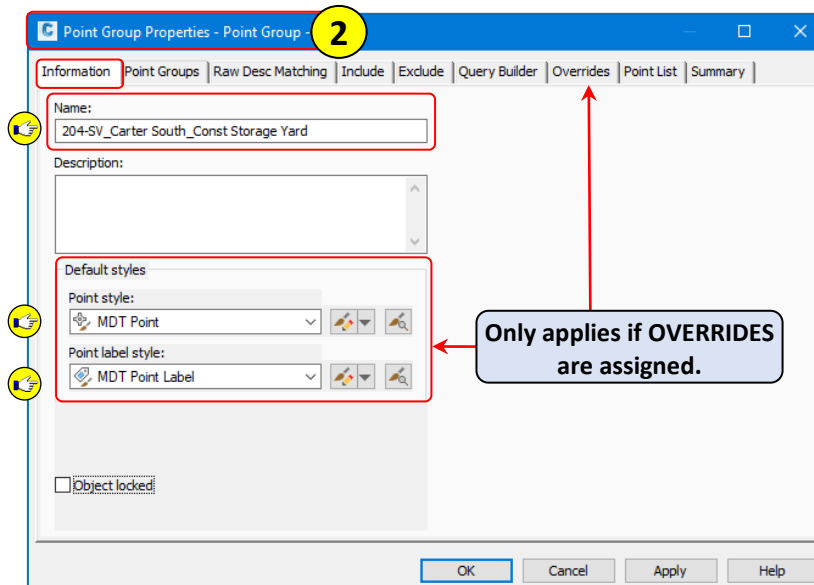 Point Group Properties - Point Group -
2
Information Point Groups Raw Desc Matching Include Exclude Query Builder Overrides Point List Summary
Name:
204-SV_Carter South_Const Storage Yard
Description:
Default styles
Point style:
MDT Point
Point label style:
MDT Point Label
Only applies if OVERRIDES
are assigned.
Object locked
OK Cancel Apply Help